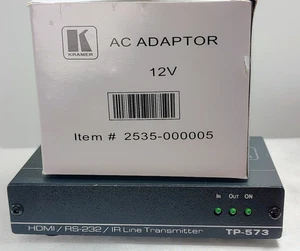 K
KRAMER
AC ADAPTOR
12V
Item # 2535-000005
IN OUT ON
HDMI / RS-232 / IR Line Transmitter TP-573